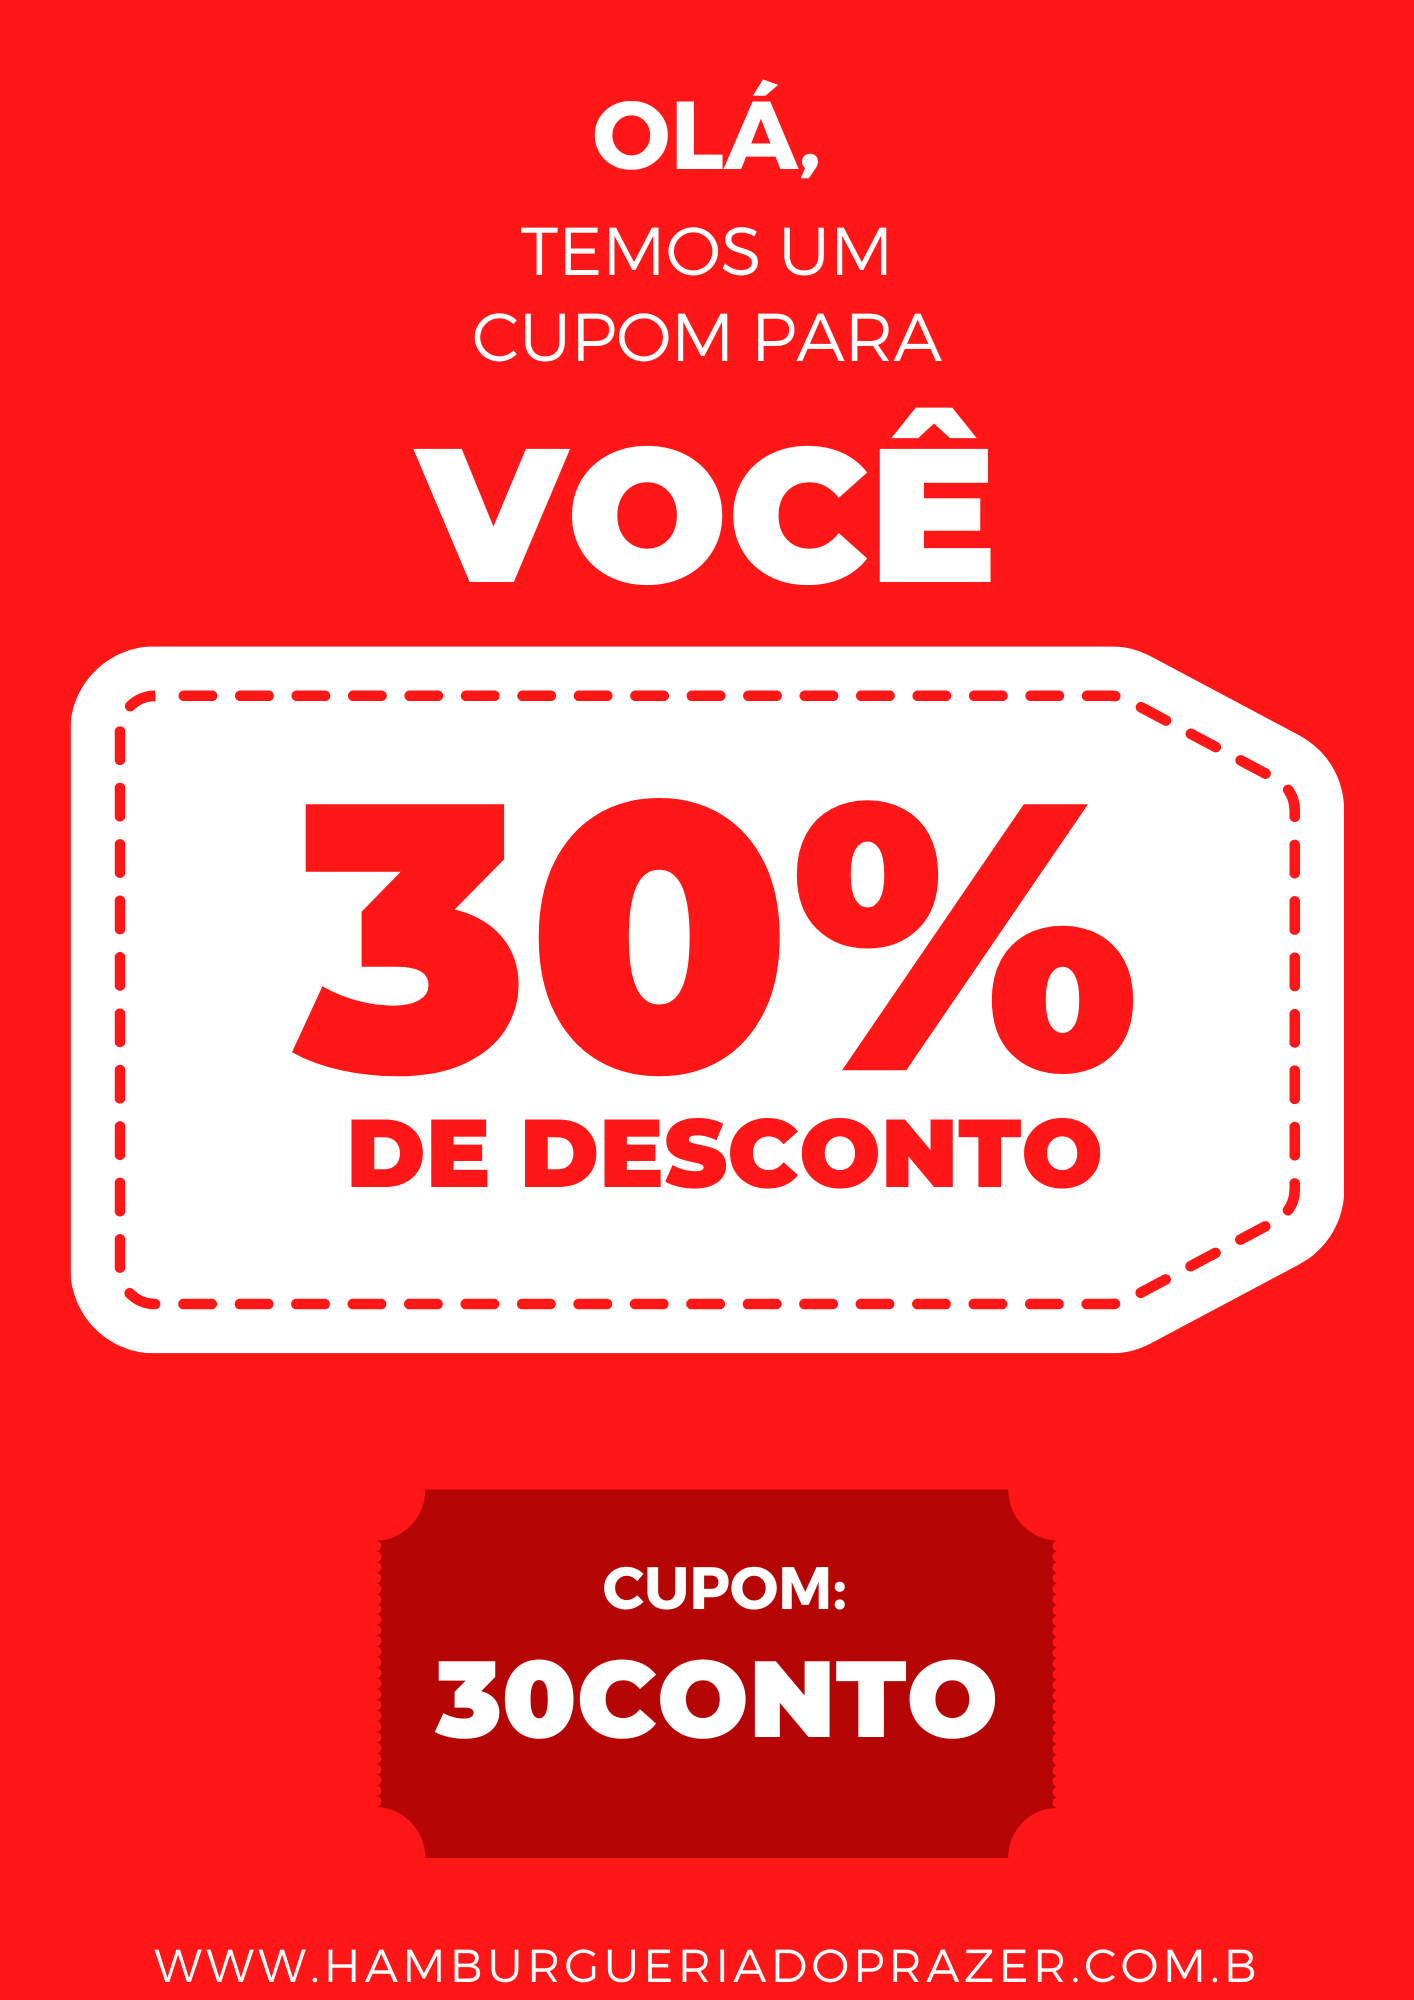 OLÁ,
TEMOS UM
CUPOM PARA
VOCÊ
30%
DE DESCONTO
CUPOM:
30CONTO
WWW.HAMBURGUERIADOPRAZER.COM.B